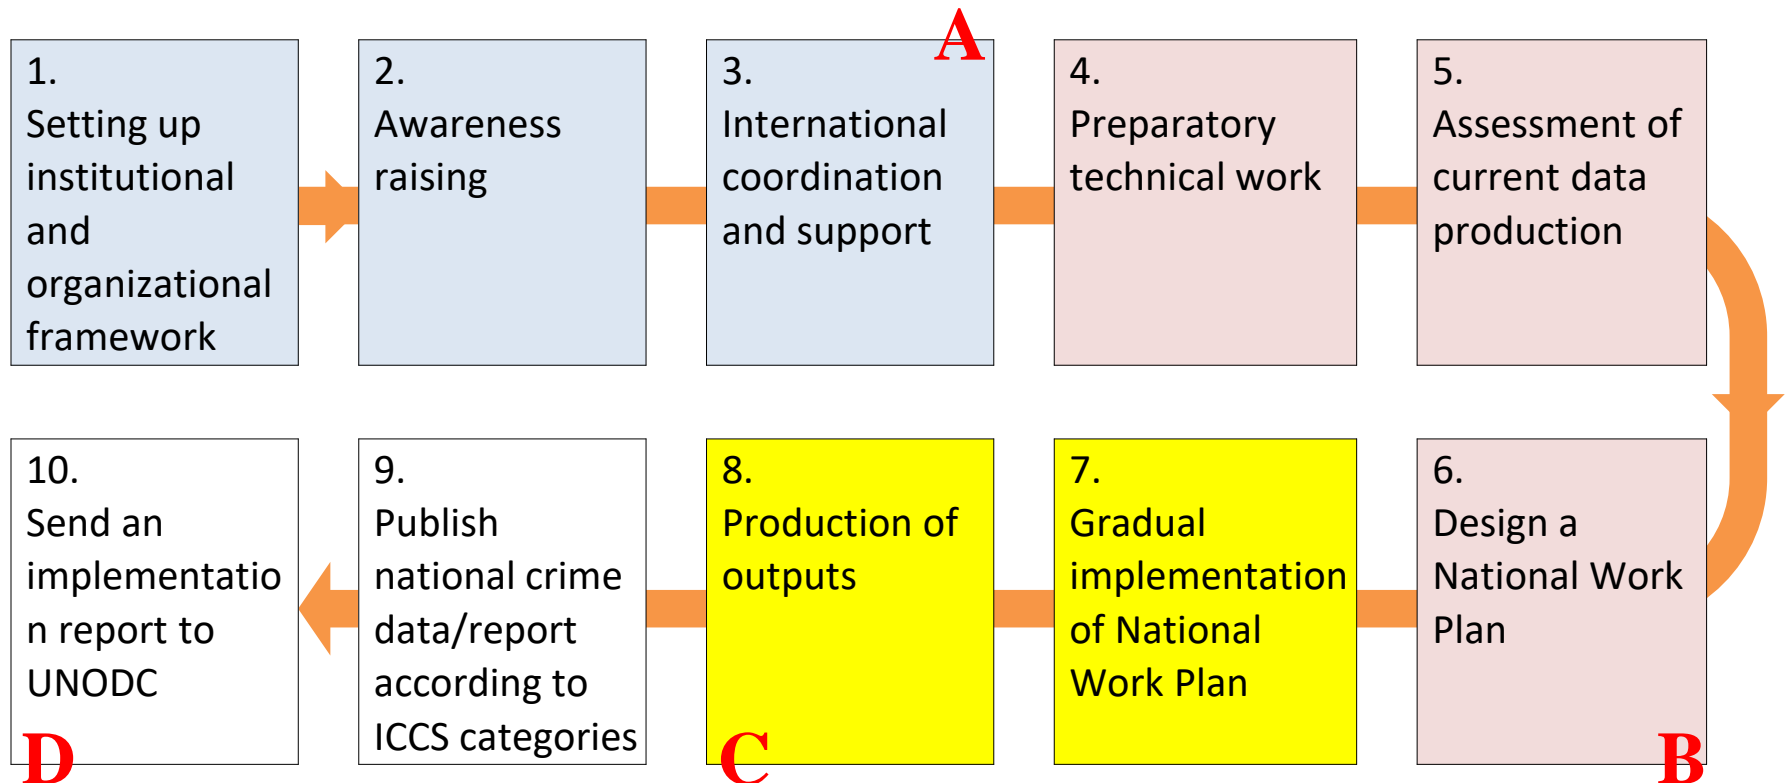 A
1.
Setting up
institutional
and
organizational
framework
2.
Awareness
raising
3.
International
coordination
and support
4.
Preparatory
technical work
5.
Assessment of
current data
production
10.
Send an
implementatio
n report to
UNODC
9.
Publish
national crime
data/report
according to
ICCS categories
8.
Production of
outputs
7.
Gradual
implementation
of National
Work Plan
6.
Design a
National Work
Plan
D
C
B